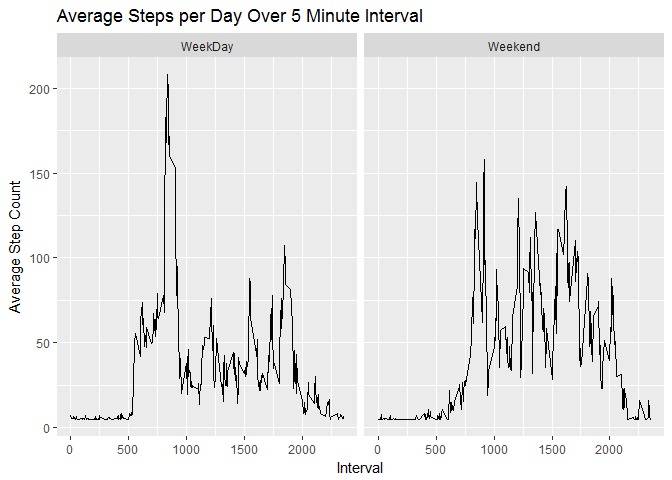 Average Steps per Day Over 5 Minute Interval
WeekDay
Weekend
200
150
100
50
0
0 500 1000 1500 2000 0 500 1000 1500 2000
Average Step Count
Interval